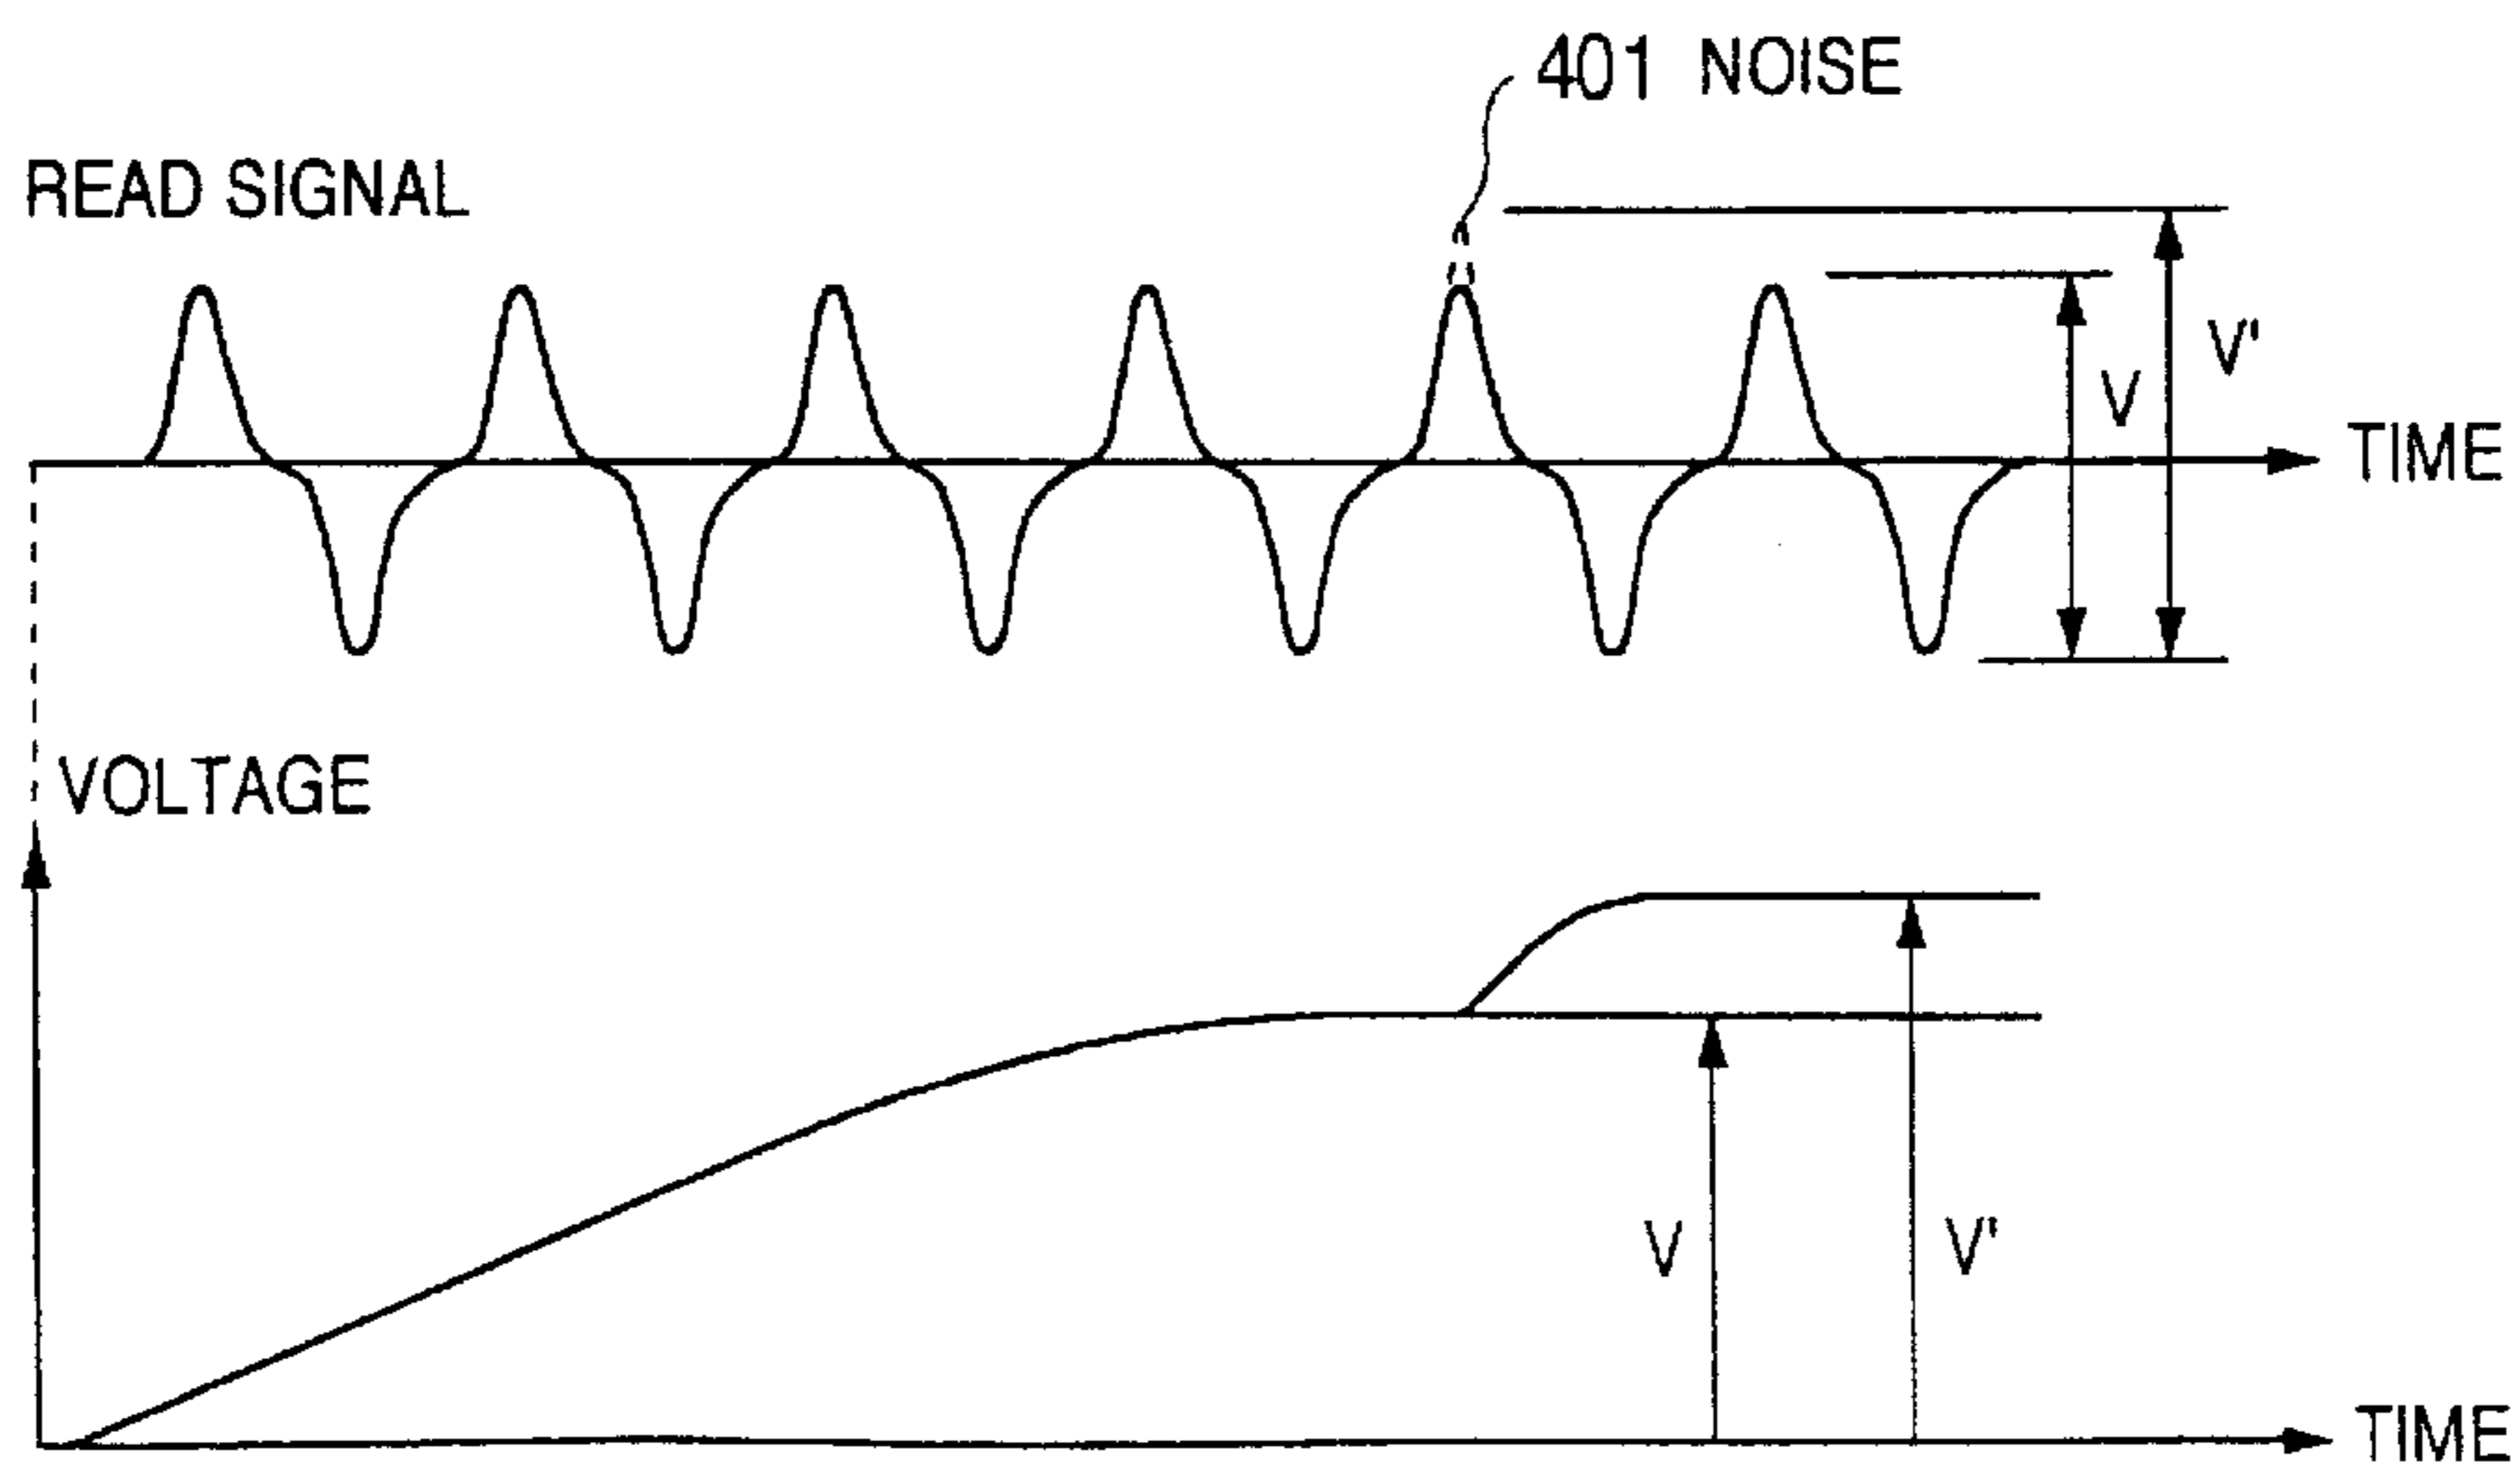 401 NOISE
READ SIGNAL
V'
V
TIME
VOLTAGE
V
V'
TIME